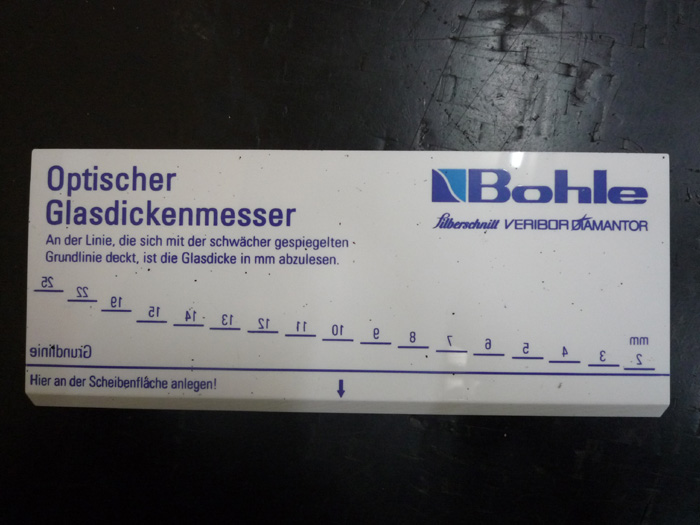 Optischer
Glasdickenmesser
An der Linie, die sich mit der schwächer gespiegelten
Grundlinie deckt, ist die Glasdicke in mm abzulesen.
Bohle
Silberschnitt VERIBOR DIAMANTOR
25 22 19 15 14 13 12 11 10 9 8 7 6 5 4 3 2
mm
Grundlinie
Hier an der Scheibenfläche anlegen!